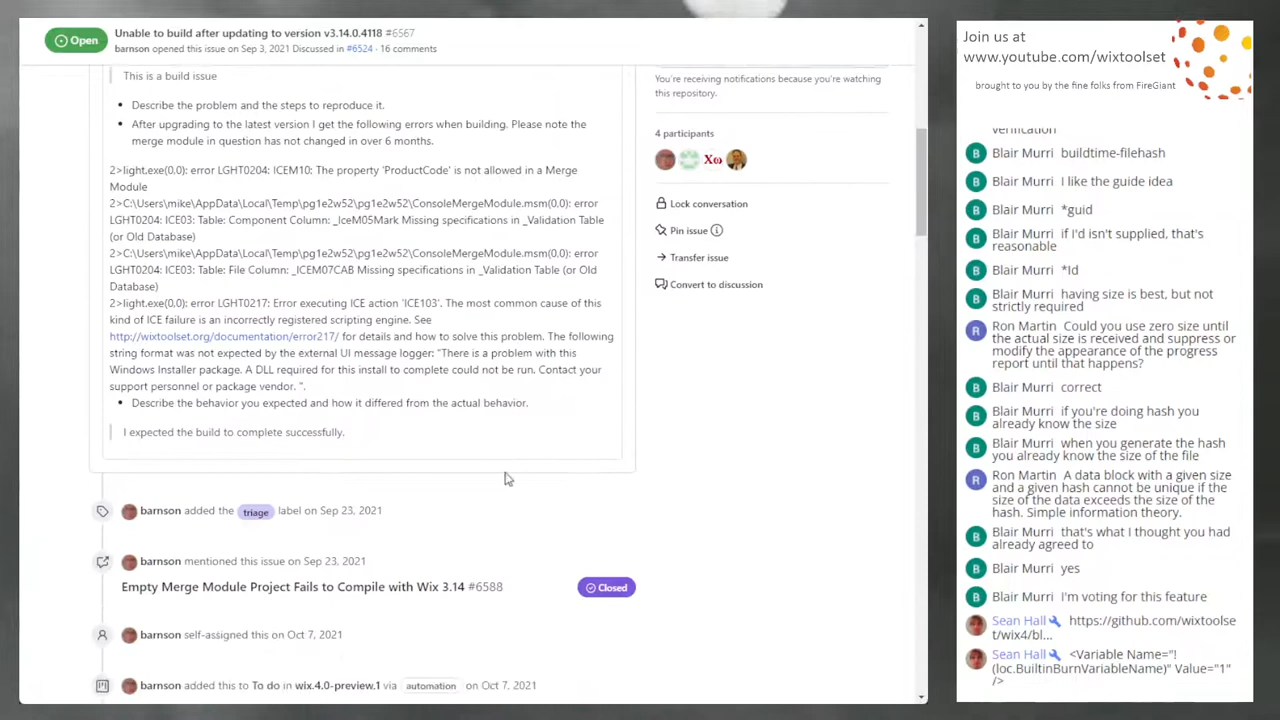 Open
Unable to build after updating to version v3.14.0.4118 #6567
barnson opened this issue on Sep 3, 2021 Discussed in #6524 · 16 comments
This is a build issue
• Describe the problem and the steps to reproduce it.
• After upgrading to the latest version I get the following errors when building. Please note the
merge module in question has not changed in over 6 months.
2>light.exe(0,0): error LGHT0204: ICEM10: The property 'ProductCode' is not allowed in a Merge
Module
2>C:\Users\mike\AppData\Local\Temp\pg1e2w52\pg1e2w52\ConsoleMergeModule.msm(0,0): error
LGHT0204: ICE03: Table: Component Column: _IceM05Mark Missing specifications in _Validation Table
(or Old Database)
2>C:\Users\mike\AppData\Local\Temp\pg1e2w52\pg1e2w52\ConsoleMergeModule.msm(0,0): error
LGHT0204: ICE03: Table: File Column: _ICEM07CAB Missing specifications in _Validation Table (or Old
Database)
2>light.exe(0,0): error LGHT0217: Error executing ICE action 'ICE103'. The most common cause of this
kind of ICE failure is an incorrectly registered scripting engine. See
http://wixtoolset.org/documentation/error217/ for details and how to solve this problem. The following
string format was not expected by the external UI message logger: "There is a problem with this
Windows Installer package. A DLL required for this install to complete could not be run. Contact your
support personnel or package vendor. ".
• Describe the behavior you expected and how it differed from the actual behavior.
I expected the build to complete successfully.
barnson added the triage label on Sep 23, 2021
barnson mentioned this issue on Sep 23, 2021
Empty Merge Module Project Fails to Compile with Wix 3.14 #6588
Closed
barnson self-assigned this on Oct 7, 2021
barnson added this to To do in wix.4.0-preview.1 via automation on Oct 7, 2021
You're receiving notifications because you're watching
this repository.
4 participants
Xω
Lock conversation
Pin issue
Transfer issue
Convert to discussion
Join us at
www.youtube.com/wixtoolset
brought to you by the fine folks from FireGiant
verification
B Blair Murri buildtime-filehash
B Blair Murri I like the guide idea
B Blair Murri *guid
B Blair Murri if I'd isn't supplied, that's
reasonable
B Blair Murri *Id
B Blair Murri having size is best, but not
strictly required
R Ron Martin Could you use zero size until
the actual size is received and suppress or
modify the appearance of the progress
report until that happens?
B Blair Murri correct
B Blair Murri if you're doing hash you
already know the size
B Blair Murri when you generate the hash
you already know the size of the file
R Ron Martin A data block with a given size
and a given hash cannot be unique if the
size of the data exceeds the size of the
hash. Simple information theory.
B Blair Murri that's what I thought you had
already agreed to
B Blair Murri yes
B Blair Murri I'm voting for this feature
Sean Hall https://github.com/wixtoolse
t/wix4/bl...
Sean Hall <Variable Name="!
(loc.BuiltinBurnVariableName)" Value="1"
/>